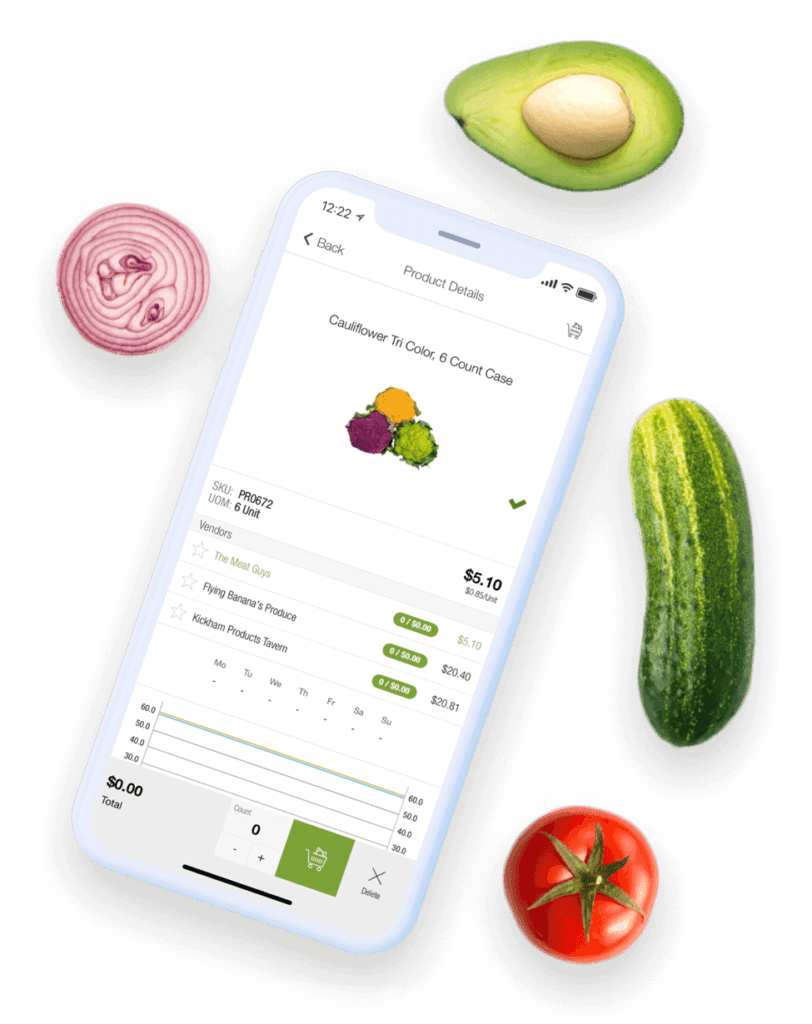 12:22
Back
Product Details
Cauliflower Tri Color, 6 Count Case
SKU: PR0672
UOM: 6 Unit
$5.10
$0.85/Unit
Vendors
The Meat Guys
0 / $0.00 $5.10
Flying Banana's Produce
0 / $0.00 $20.40
Kickham Products Tavern
0 / $0.00 $20.81
Mo Tu We Th Fr Sa Su
- - - - - - -
60.0 60.0
50.0 50.0
40.0 40.0
30.0 30.0
$0.00
Total
Count
0
- +
Delete